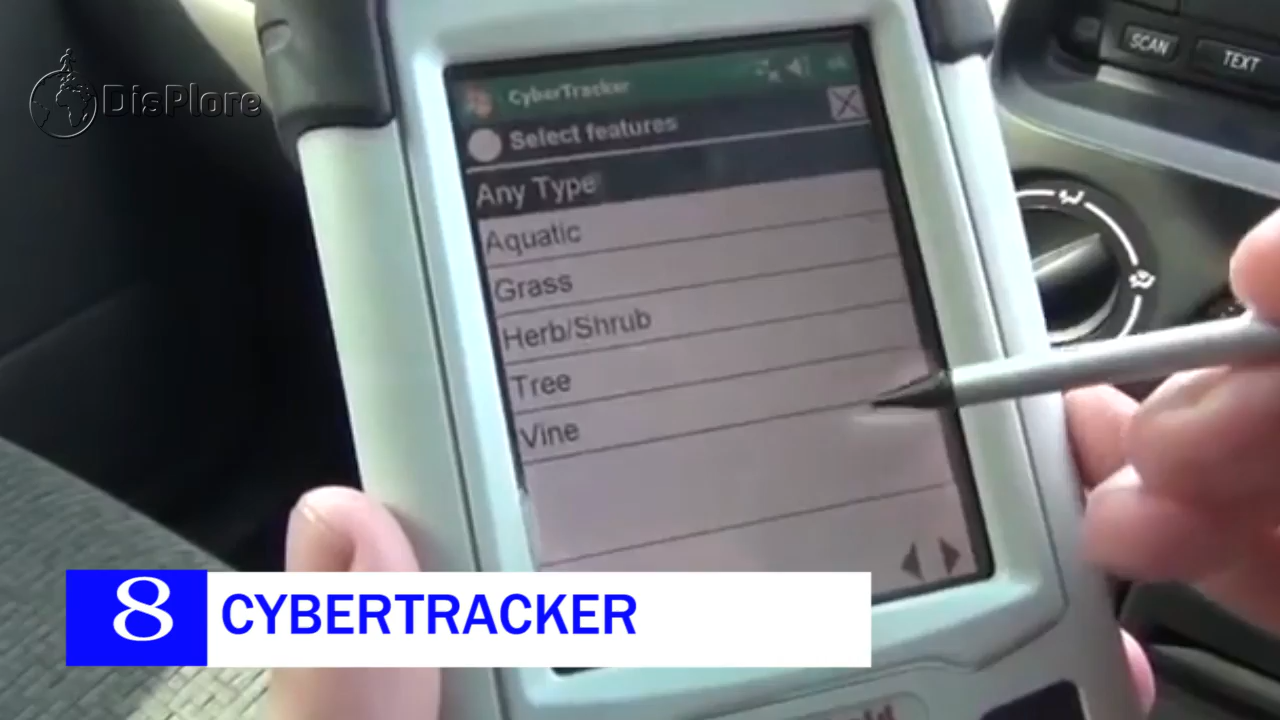 DisPlore
SCAN
TEXT
CyberTracker
Select features
Any Type
Aquatic
Grass
Herb/Shrub
Tree
Vine
8
CYBERTRACKER